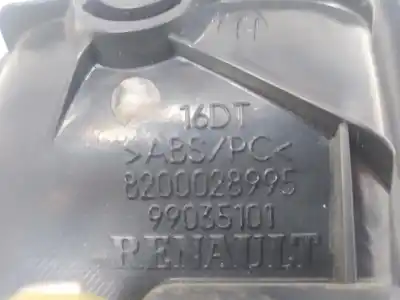 16DT
>ABS/PC<
8200028995
99035101
RENAULT